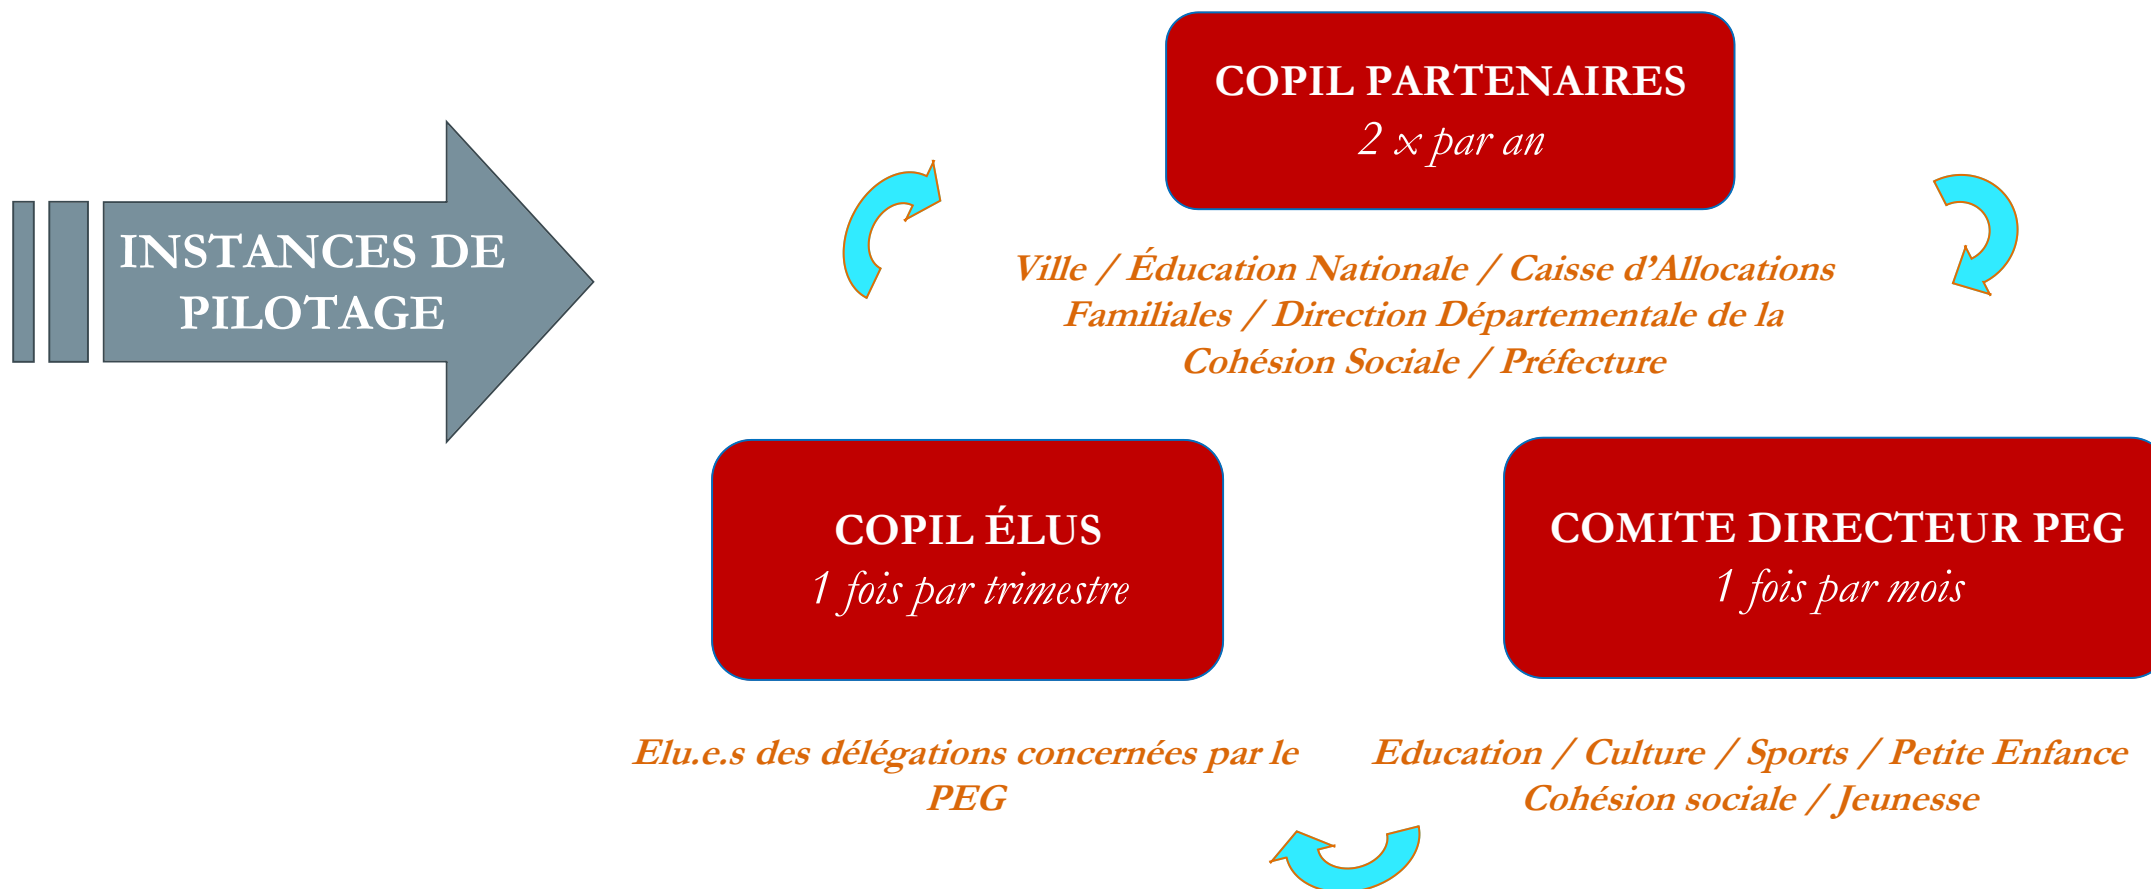 INSTANCES DE
PILOTAGE
COPIL PARTENAIRES
2 x par an
Ville / Éducation Nationale / Caisse d’Allocations
Familiales / Direction Départementale de la
Cohésion Sociale / Préfecture
COPIL ÉLUS
1 fois par trimestre
Elu.e.s des délégations concernées par le
PEG
COMITE DIRECTEUR PEG
1 fois par mois
Education / Culture / Sports / Petite Enfance
Cohésion sociale / Jeunesse